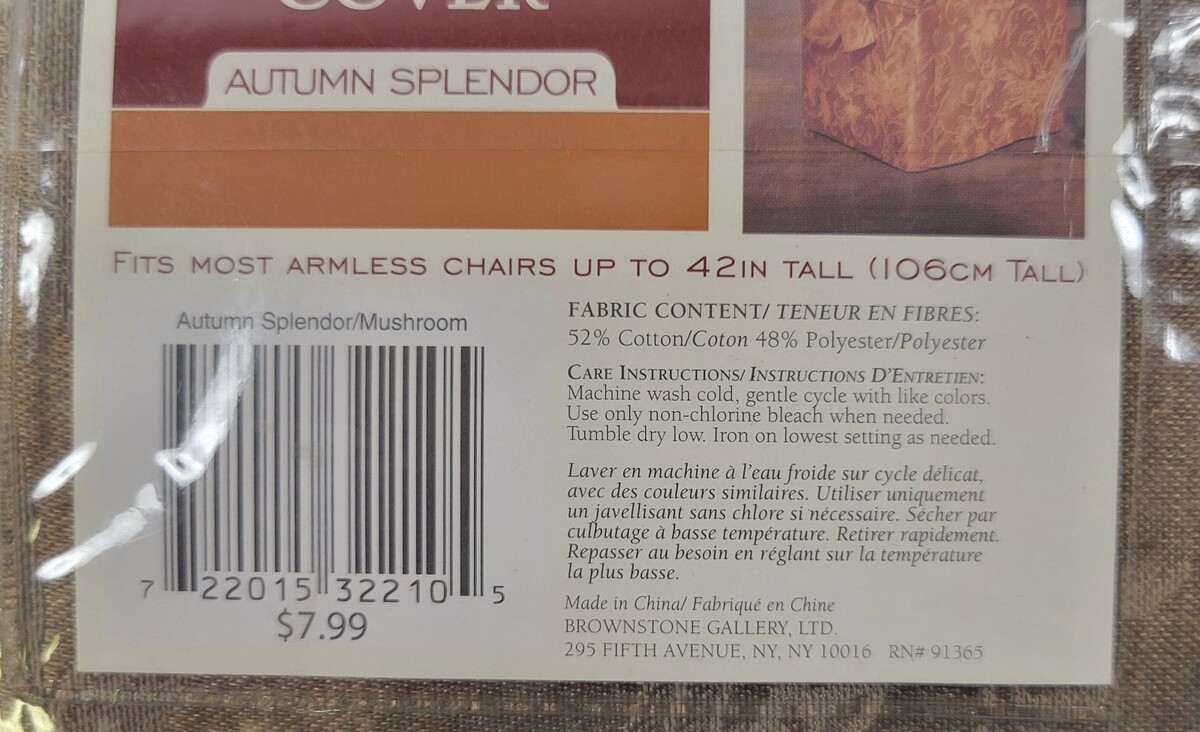 COVER
AUTUMN SPLENDOR
FITS MOST ARMLESS CHAIRS UP TO 42IN TALL (106CM TALL)
Autumn Splendor/Mushroom
7 22015 32210 5
$7.99
FABRIC CONTENT/ TENEUR EN FIBRES:
52% Cotton/Coton 48% Polyester/Polyester
CARE INSTRUCTIONS/ INSTRUCTIONS D'ENTRETIEN:
Machine wash cold, gentle cycle with like colors.
Use only non-chlorine bleach when needed.
Tumble dry low. Iron on lowest setting as needed.
Laver en machine à l'eau froide sur cycle délicat,
avec des couleurs similaires. Utiliser uniquement
un javellisant sans chlore si nécessaire. Sécher par
culbutage à basse température. Retirer rapidement.
Repasser au besoin en réglant sur la température
la plus basse.
Made in China/ Fabriqué en Chine
BROWNSTONE GALLERY, LTD.
295 FIFTH AVENUE, NY, NY 10016 RN# 91365